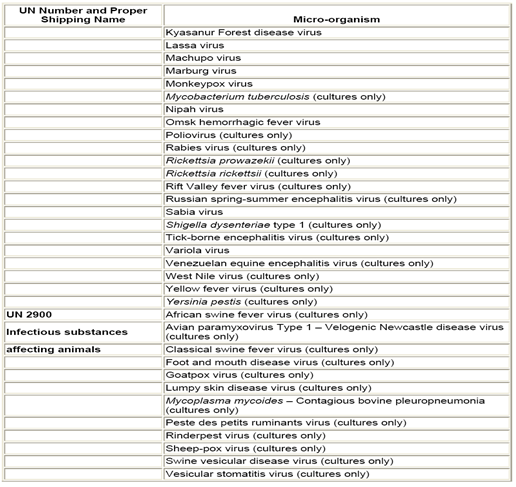 UN Number and Proper
Shipping Name
Micro-organism
Kyasanur Forest disease virus
Lassa virus
Machupo virus
Marburg virus
Monkeypox virus
Mycobacterium tuberculosis (cultures only)
Nipah virus
Omsk hemorrhagic fever virus
Poliovirus (cultures only)
Rabies virus (cultures only)
Rickettsia prowazekii (cultures only)
Rickettsia rickettsii (cultures only)
Rift Valley fever virus (cultures only)
Russian spring-summer encephalitis virus (cultures only)
Sabia virus
Shigella dysenteriae type 1 (cultures only)
Tick-borne encephalitis virus (cultures only)
Variola virus
Venezuelan equine encephalitis virus (cultures only)
West Nile virus (cultures only)
Yellow fever virus (cultures only)
Yersinia pestis (cultures only)
UN 2900 African swine fever virus (cultures only)
Infectious substances Avian paramyxovirus Type 1 – Velogenic Newcastle disease virus
(cultures only)
affecting animals Classical swine fever virus (cultures only)
Foot and mouth disease virus (cultures only)
Goatpox virus (cultures only)
Lumpy skin disease virus (cultures only)
Mycoplasma mycoides – Contagious bovine pleuropneumonia
(cultures only)
Peste des petits ruminants virus (cultures only)
Rinderpest virus (cultures only)
Sheep-pox virus (cultures only)
Swine vesicular disease virus (cultures only)
Vesicular stomatitis virus (cultures only)